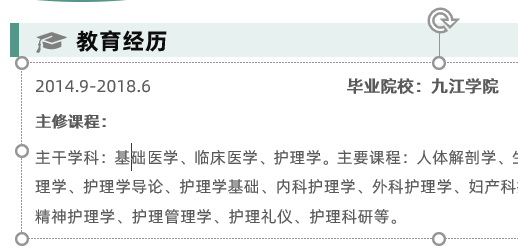 教育经历
2014.9-2018.6 毕业院校：九江学院
主修课程：
主干学科：基础医学、临床医学、护理学。主要课程：人体解剖学、
理学、护理学导论、护理学基础、内科护理学、外科护理学、妇产科
精神护理学、护理管理学、护理礼仪、护理科研等。